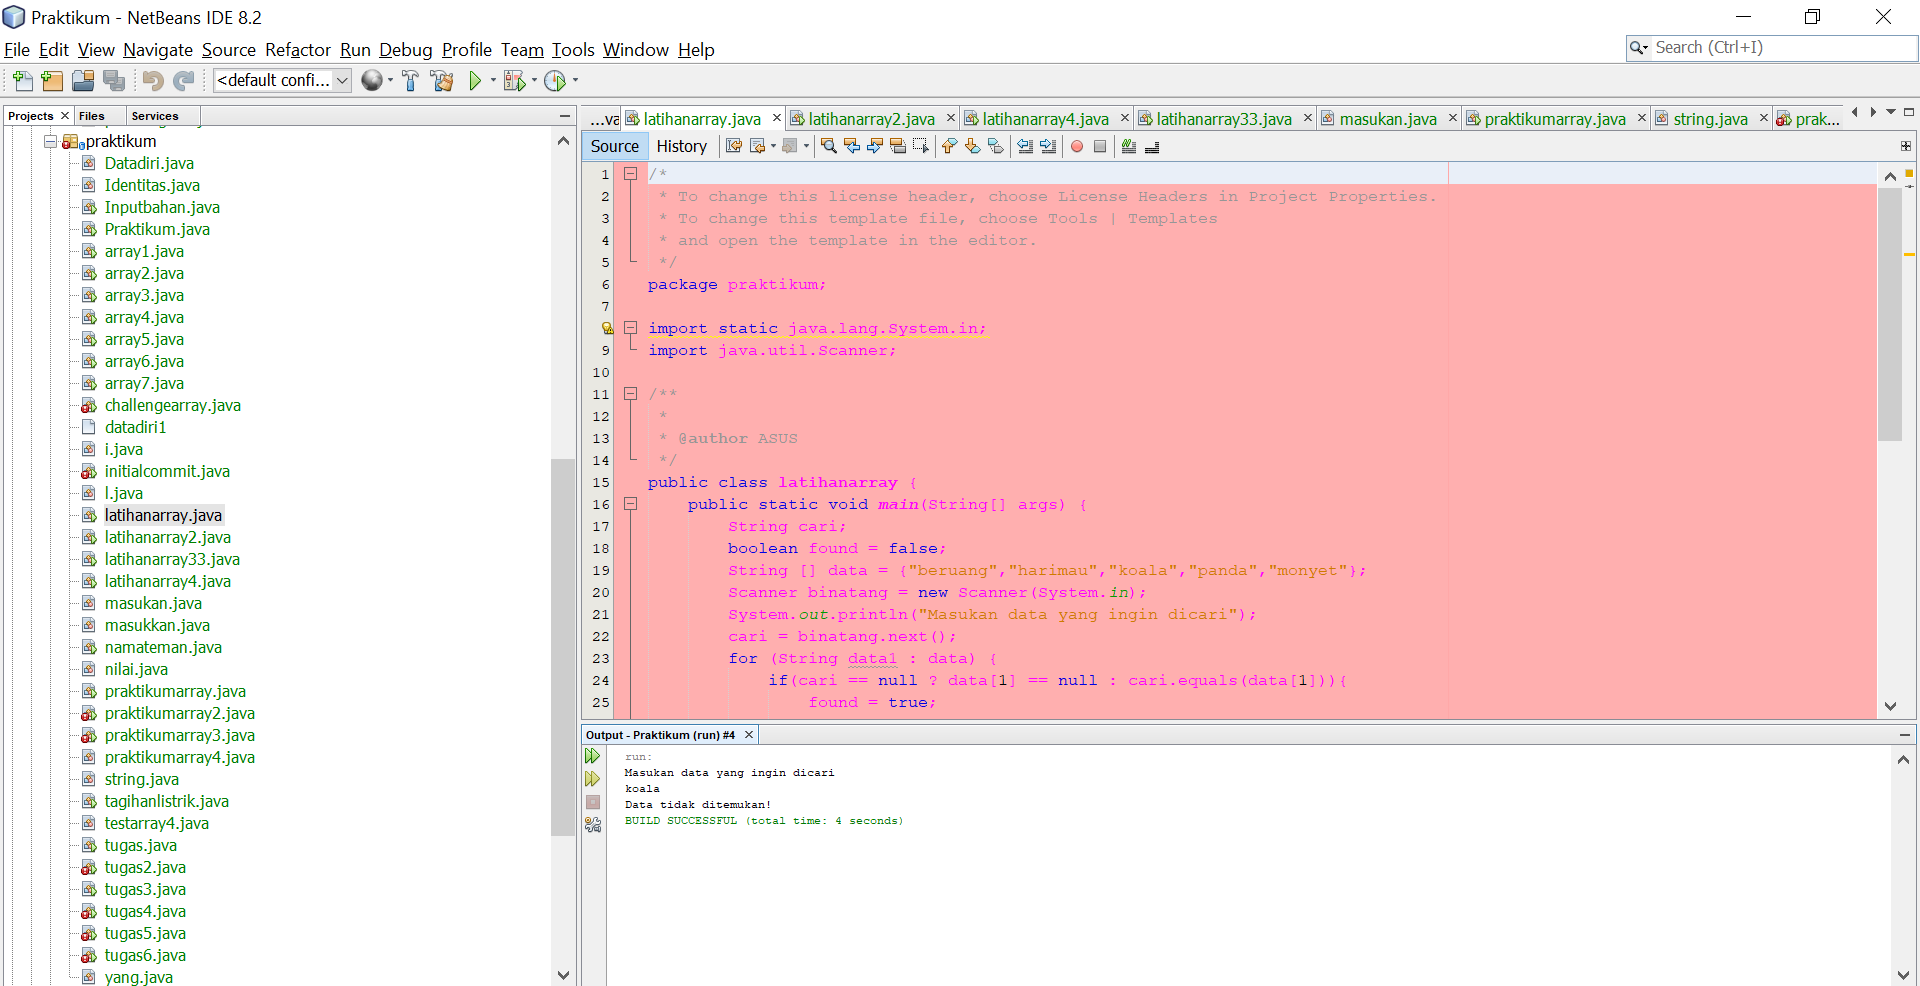 Praktikum - NetBeans IDE 8.2
File Edit View Navigate Source Refactor Run Debug Profile Team Tools Window Help
Search (Ctrl+I)
<default confi...
Projects Files Services
praktikum
Datadiri.java
Identitas.java
Inputbahan.java
Praktikum.java
array1.java
array2.java
array3.java
array4.java
array5.java
array6.java
array7.java
challengearray.java
datadiri1
i.java
initialcommit.java
l.java
latihanarray.java
latihanarray2.java
latihanarray33.java
latihanarray4.java
masukan.java
masukkan.java
namateman.java
nilai.java
praktikumarray.java
praktikumarray2.java
praktikumarray3.java
praktikumarray4.java
string.java
tagihanlistrik.java
testarray4.java
tugas.java
tugas2.java
tugas3.java
tugas4.java
tugas5.java
tugas6.java
yang.java
...va latihanarray.java latihanarray2.java latihanarray4.java latihanarray33.java masukan.java praktikumarray.java string.java prak...
Source History
1 /*
2 * To change this license header, choose License Headers in Project Properties.
3 * To change this template file, choose Tools | Templates
4 * and open the template in the editor.
5 */
6 package praktikum;
7
import static java.lang.System.in;
9 import java.util.Scanner;
10
11 /**
12 *
13 * @author ASUS
14 */
15 public class latihanarray {
16 public static void main(String[] args) {
17 String cari;
18 boolean found = false;
19 String [] data = {"beruang","harimau","koala","panda","monyet"};
20 Scanner binatang = new Scanner(System.in);
21 System.out.println("Masukan data yang ingin dicari");
22 cari = binatang.next();
23 for (String data1 : data) {
24 if(cari == null ? data[1] == null : cari.equals(data[1])){
25 found = true;
Output - Praktikum (run) #4
run:
Masukan data yang ingin dicari
koala
Data tidak ditemukan!
BUILD SUCCESSFUL (total time: 4 seconds)